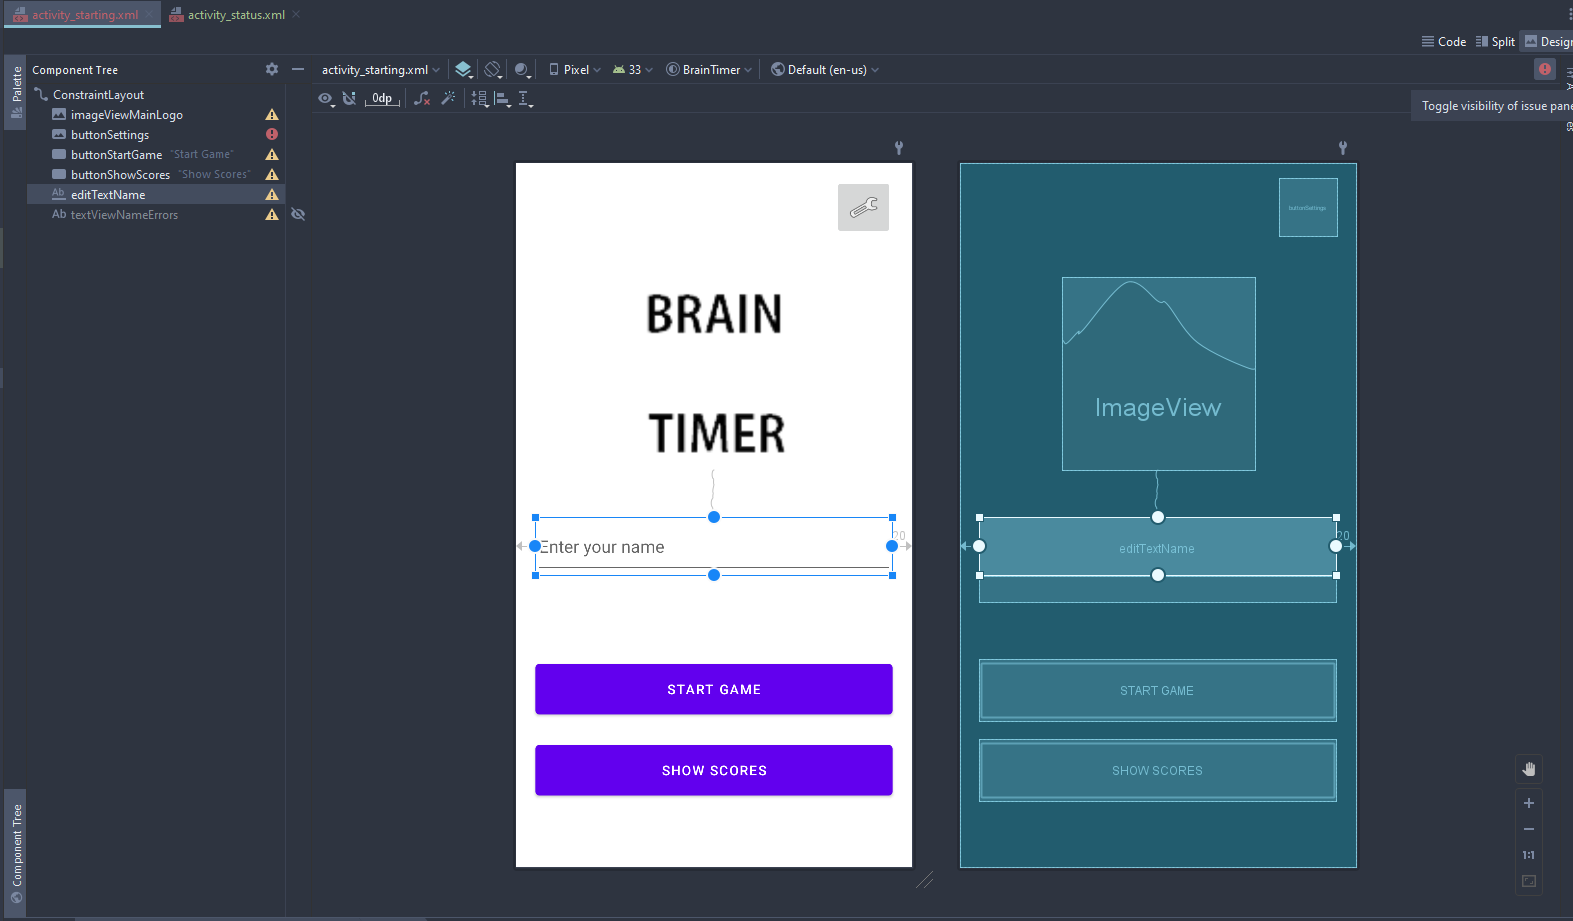 activity_starting.xml
activity_status.xml
Code
Split
Design
Palette
Component Tree
activity_starting.xml
Pixel
33
BrainTimer
Default (en-us)
0dp
Toggle visibility of issue pane
ConstraintLayout
imageViewMainLogo
buttonSettings
buttonStartGame "Start Game"
buttonShowScores "Show Scores"
Ab editTextName
Ab textViewNameErrors
BRAIN
TIMER
20
Enter your name
START GAME
SHOW SCORES
buttonSettings
ImageView
20
editTextName
START GAME
SHOW SCORES
1:1
Component Tree